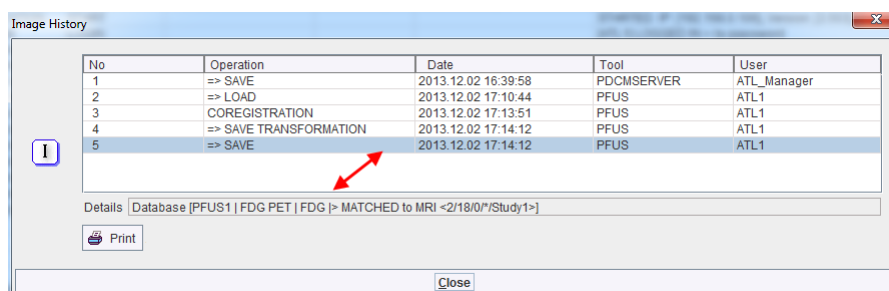 Image History
No Operation Date Tool User
1 => SAVE 2013.12.02 16:39:58 PDCMSERVER ATL_Manager
2 => LOAD 2013.12.02 17:10:44 PFUS ATL1
3 COREGISTRATION 2013.12.02 17:13:51 PFUS ATL1
4 => SAVE TRANSFORMATION 2013.12.02 17:14:12 PFUS ATL1
5 => SAVE 2013.12.02 17:14:12 PFUS ATL1
I
Details Database [PFUS1 | FDG PET | FDG |> MATCHED to MRI <2/18/0/*/Study1>]
Print
Close